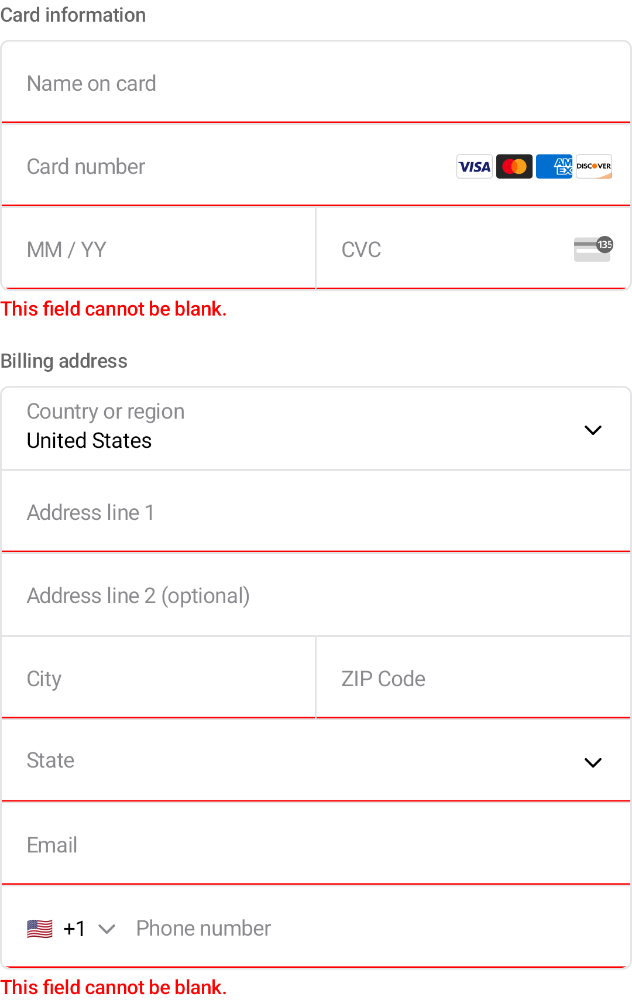 Card information
Name on card
Card number VISA AM EX DISCOVER
MM / YY CVC 135
This field cannot be blank.
Billing address
Country or region
United States
Address line 1
Address line 2 (optional)
City ZIP Code
State
Email
+1 Phone number
This field cannot be blank.